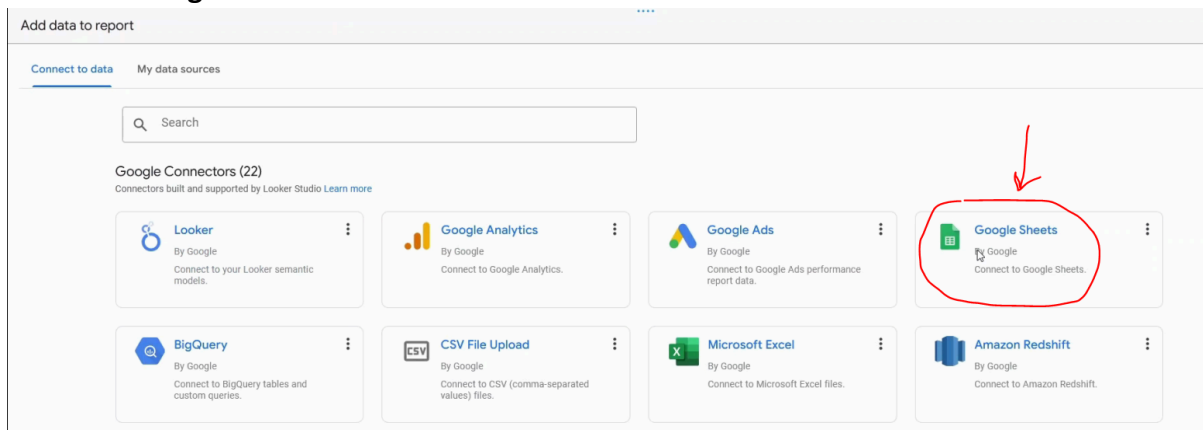 Add data to report
Connect to data My data sources
Search
Google Connectors (22)
Connectors built and supported by Looker Studio Learn more
Looker
By Google
Connect to your Looker semantic
models.
Google Analytics
By Google
Connect to Google Analytics.
Google Ads
By Google
Connect to Google Ads performance
report data.
Google Sheets
By Google
Connect to Google Sheets.
BigQuery
By Google
Connect to BigQuery tables and
custom queries.
CSV
CSV File Upload
By Google
Connect to CSV (comma-separated
values) files.
X
Microsoft Excel
By Google
Connect to Microsoft Excel files.
Amazon Redshift
By Google
Connect to Amazon Redshift.